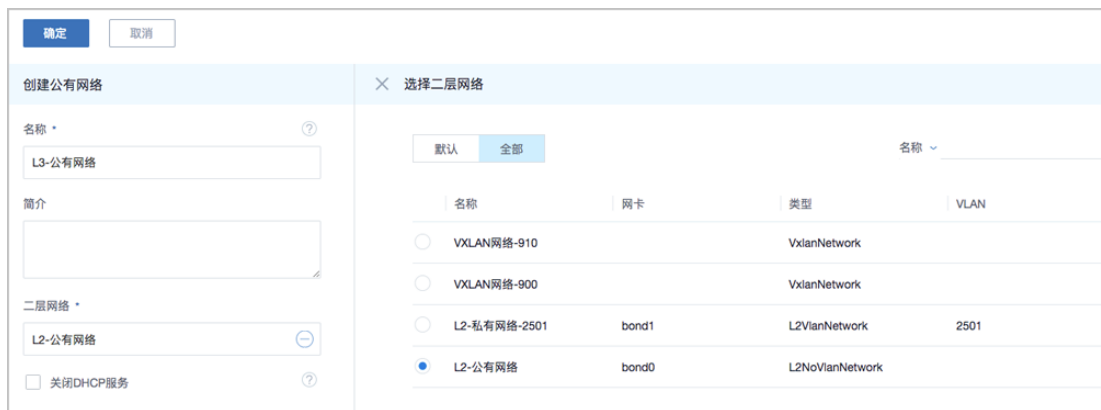 确定 取消
创建公有网络
名称 *
L3-公有网络
简介
二层网络 *
L2-公有网络
关闭DHCP服务
选择二层网络
默认 全部
名称
名称 网卡 类型 VLAN
VXLAN网络-910 VxlanNetwork
VXLAN网络-900 VxlanNetwork
L2-私有网络-2501 bond1 L2VlanNetwork 2501
L2-公有网络 bond0 L2NoVlanNetwork